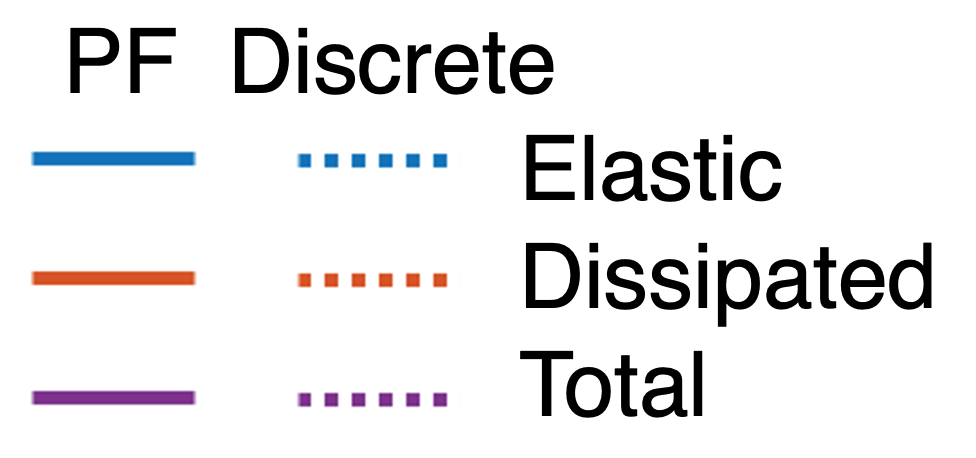 PF Discrete
Elastic
Dissipated
Total